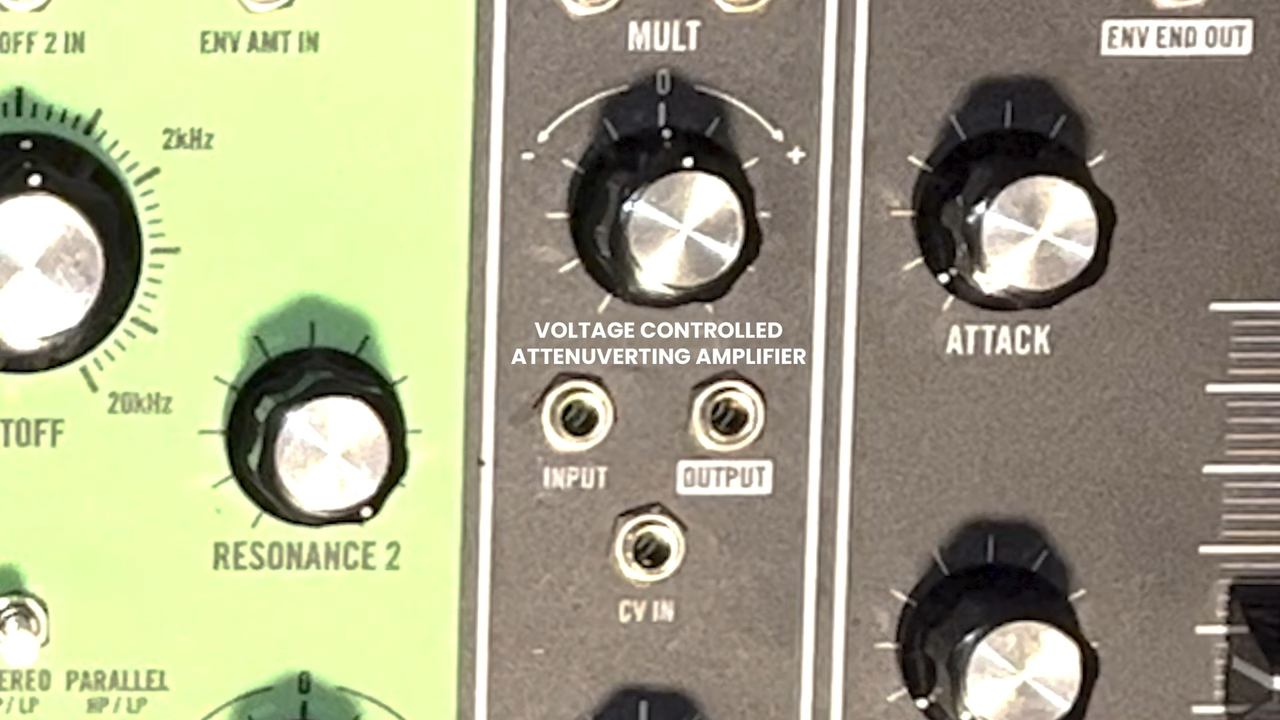 OFF 2 IN
ENV AMT IN
2kHz
20kHz
TOFF
RESONANCE 2
ERED PARALLEL
P/LP HP/LP
0
MULT
0
- +
VOLTAGE CONTROLLED
ATTENUVERTING AMPLIFIER
INPUT OUTPUT
CV IN
ENV END OUT
ATTACK